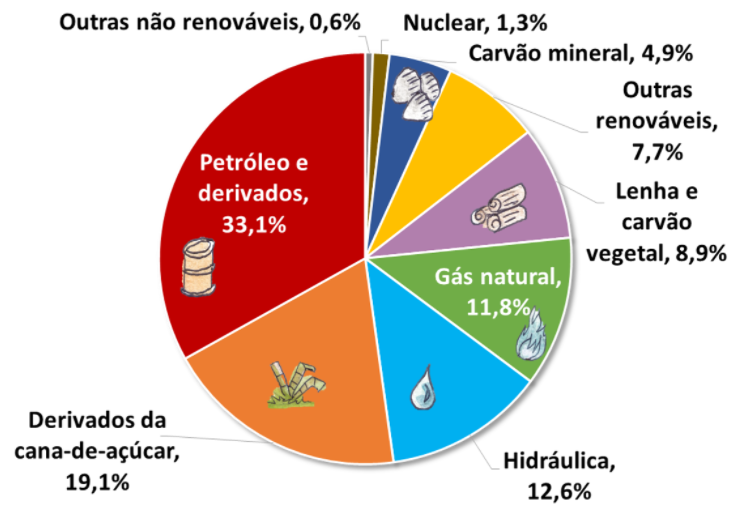 Outras não renováveis, 0,6%
Nuclear, 1,3%
Carvão mineral, 4,9%
Outras
renováveis,
7,7%
Lenha e
carvão
vegetal, 8,9%
Gás natural,
11,8%
Hidráulica,
12,6%
Derivados da
cana-de-açúcar,
19,1%
Petróleo e
derivados,
33,1%